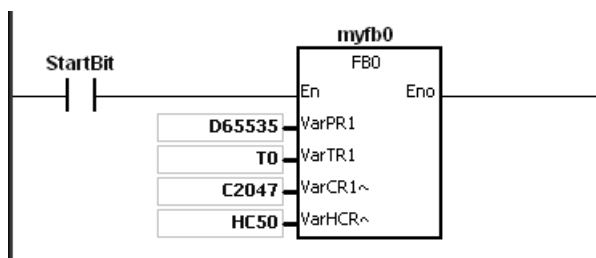 myfb0
StartBit
FB0
En Eno
D65535 VarPR1
T0 VarTR1
C2047 VarCR1~
HC50 VarHCR~